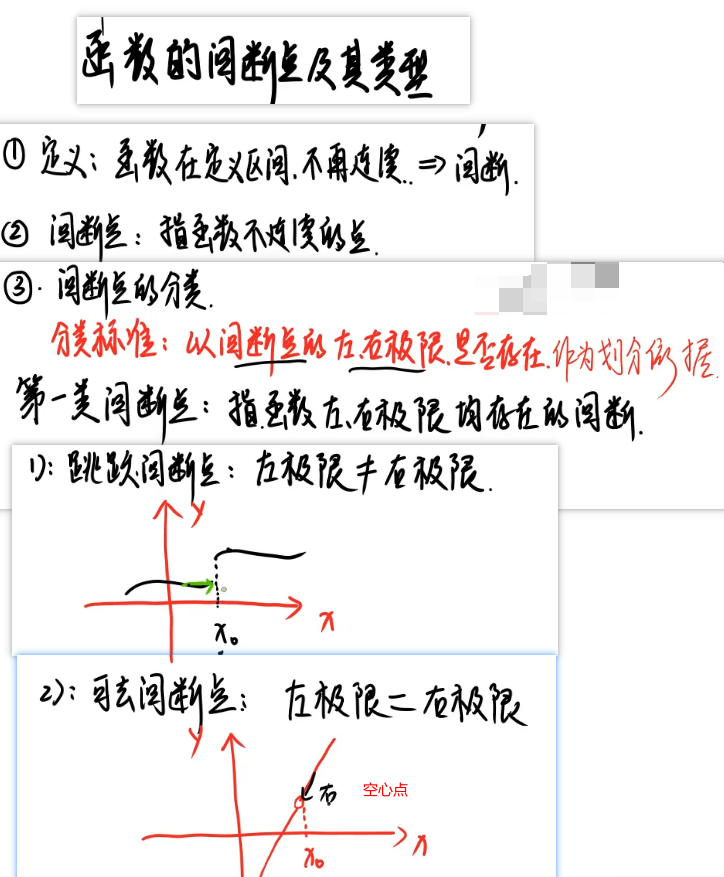 函数的间断点及其类型
① 定义：函数在定义区间，不再连续..⇒间断.
② 间断点：指函数不连续的点.
③. 间断点的分类.
分类标准：以间断点的左、右极限是否存在.作为划分依据.
第一类间断点：指函数左、右极限均存在的间断.
1)：跳跃间断点：左极限≠右极限.
y
x
x₀
2)：可去间断点： 左极限＝右极限
y
右
空心点
x
x₀